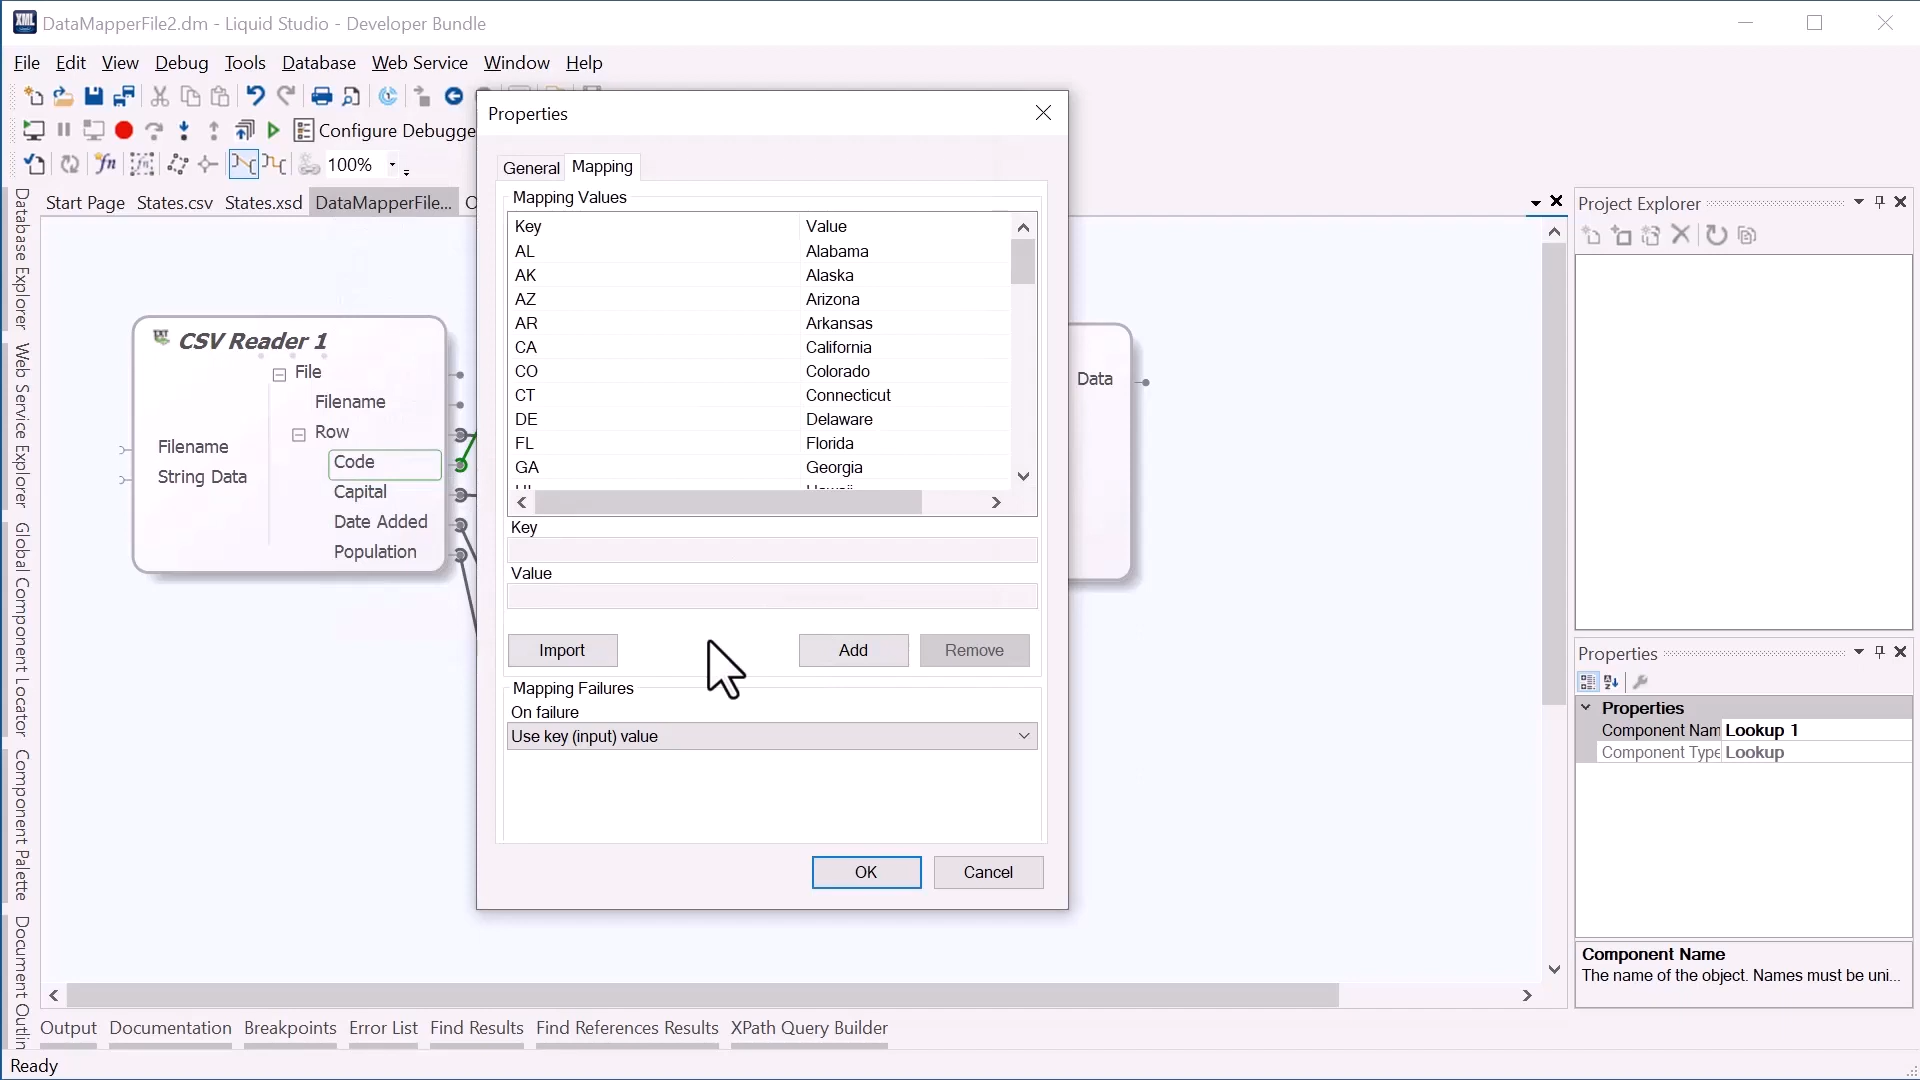 DataMapperFile2.dm - Liquid Studio - Developer Bundle
File Edit View Debug Tools Database Web Service Window Help
Configure Debugge
100%
Start Page States.csv States.xsd DataMapperFile...
Database Explorer
Web Service Explorer
Global Component Locator
Component Palette
Document Outlin
CSV Reader 1
File
Filename
Row
Filename
Code
String Data
Capital
Date Added
Population
Properties
General Mapping
Mapping Values
Key Value
AL Alabama
AK Alaska
AZ Arizona
AR Arkansas
CA California
CO Colorado
CT Connecticut
DE Delaware
FL Florida
GA Georgia
Key
Value
Import Add Remove
Mapping Failures
On failure
Use key (input) value
OK Cancel
Data
Project Explorer
Properties
Properties
Component Nam Lookup 1
Component Type Lookup
Component Name
The name of the object. Names must be uni...
Output Documentation Breakpoints Error List Find Results Find References Results XPath Query Builder
Ready